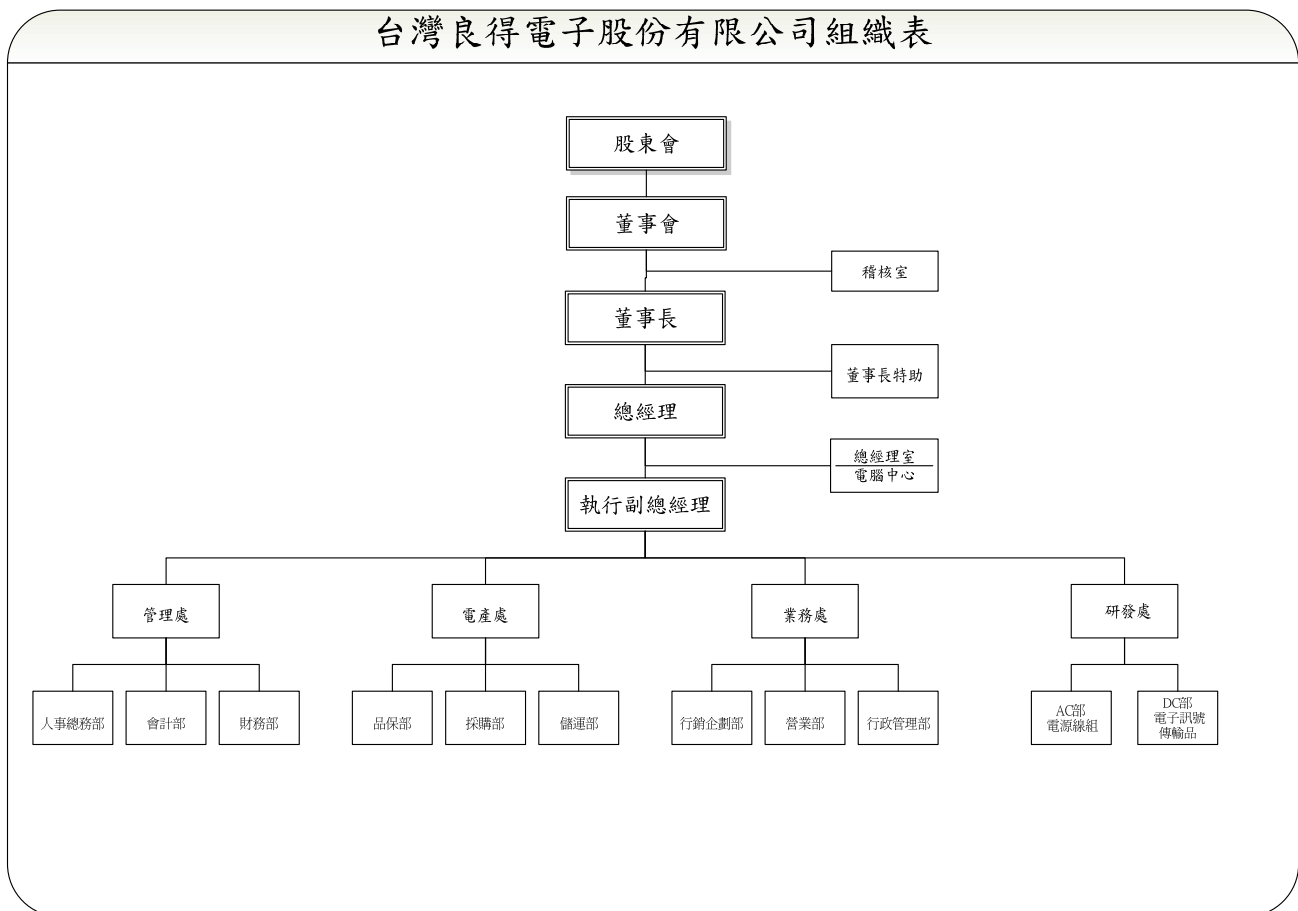 台灣良得電子股份有限公司組織表
股東會
董事會
稽核室
董事長
董事長特助
總經理
總經理室
電腦中心
執行副總經理
管理處
電產處
業務處
研發處
人事總務部
會計部
財務部
品保部
採購部
儲運部
行銷企劃部
營業部
行政管理部
AC部
電源線組
DC部
電子訊號
傳輸品